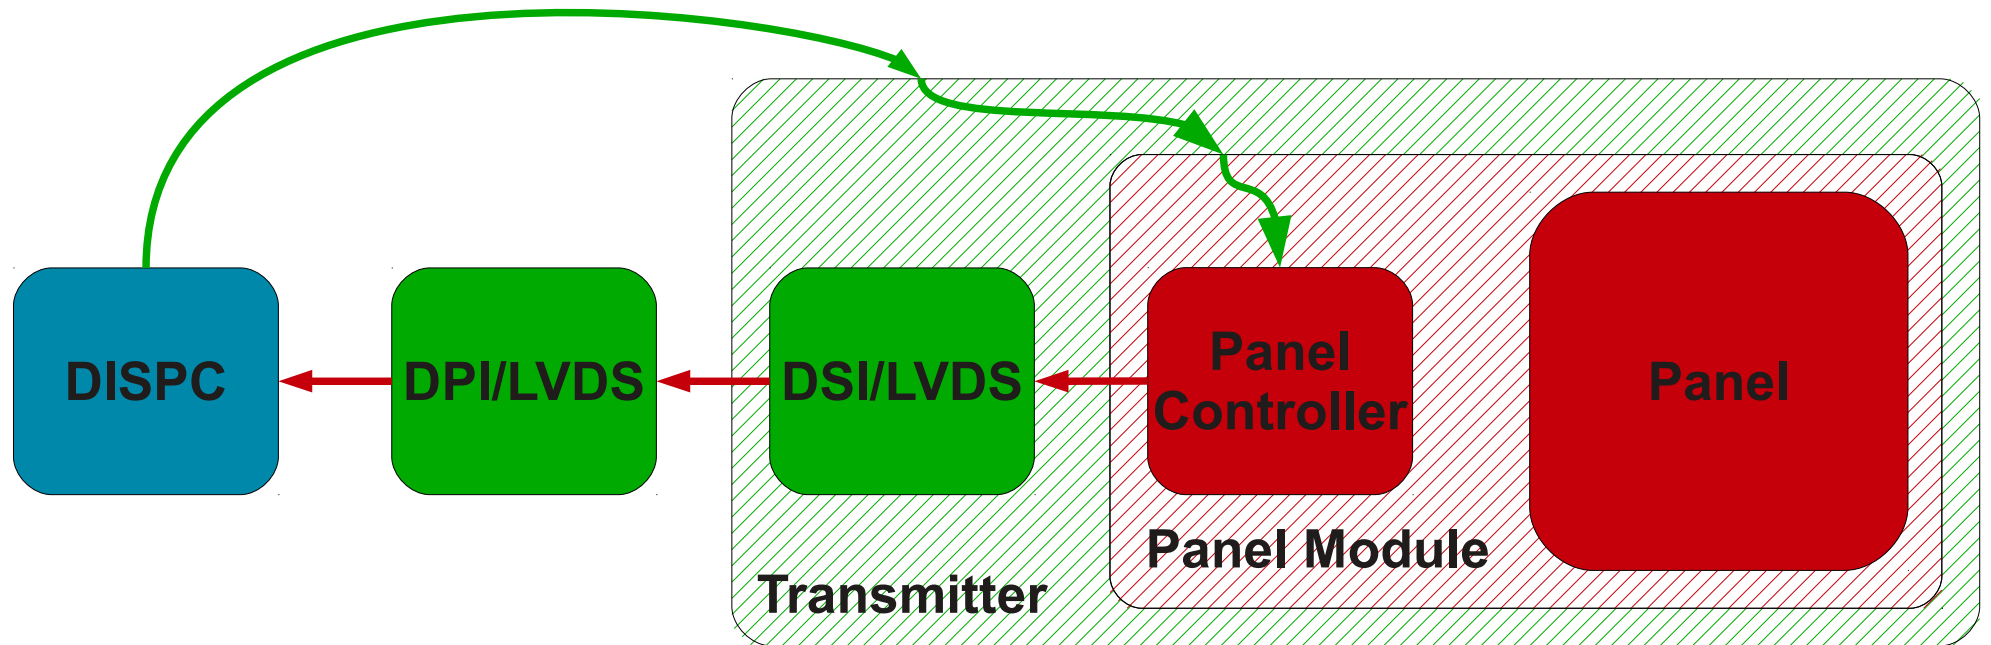 DISPC
DPI/LVDS
DSI/LVDS
Panel
Controller
Panel
Panel Module
Transmitter